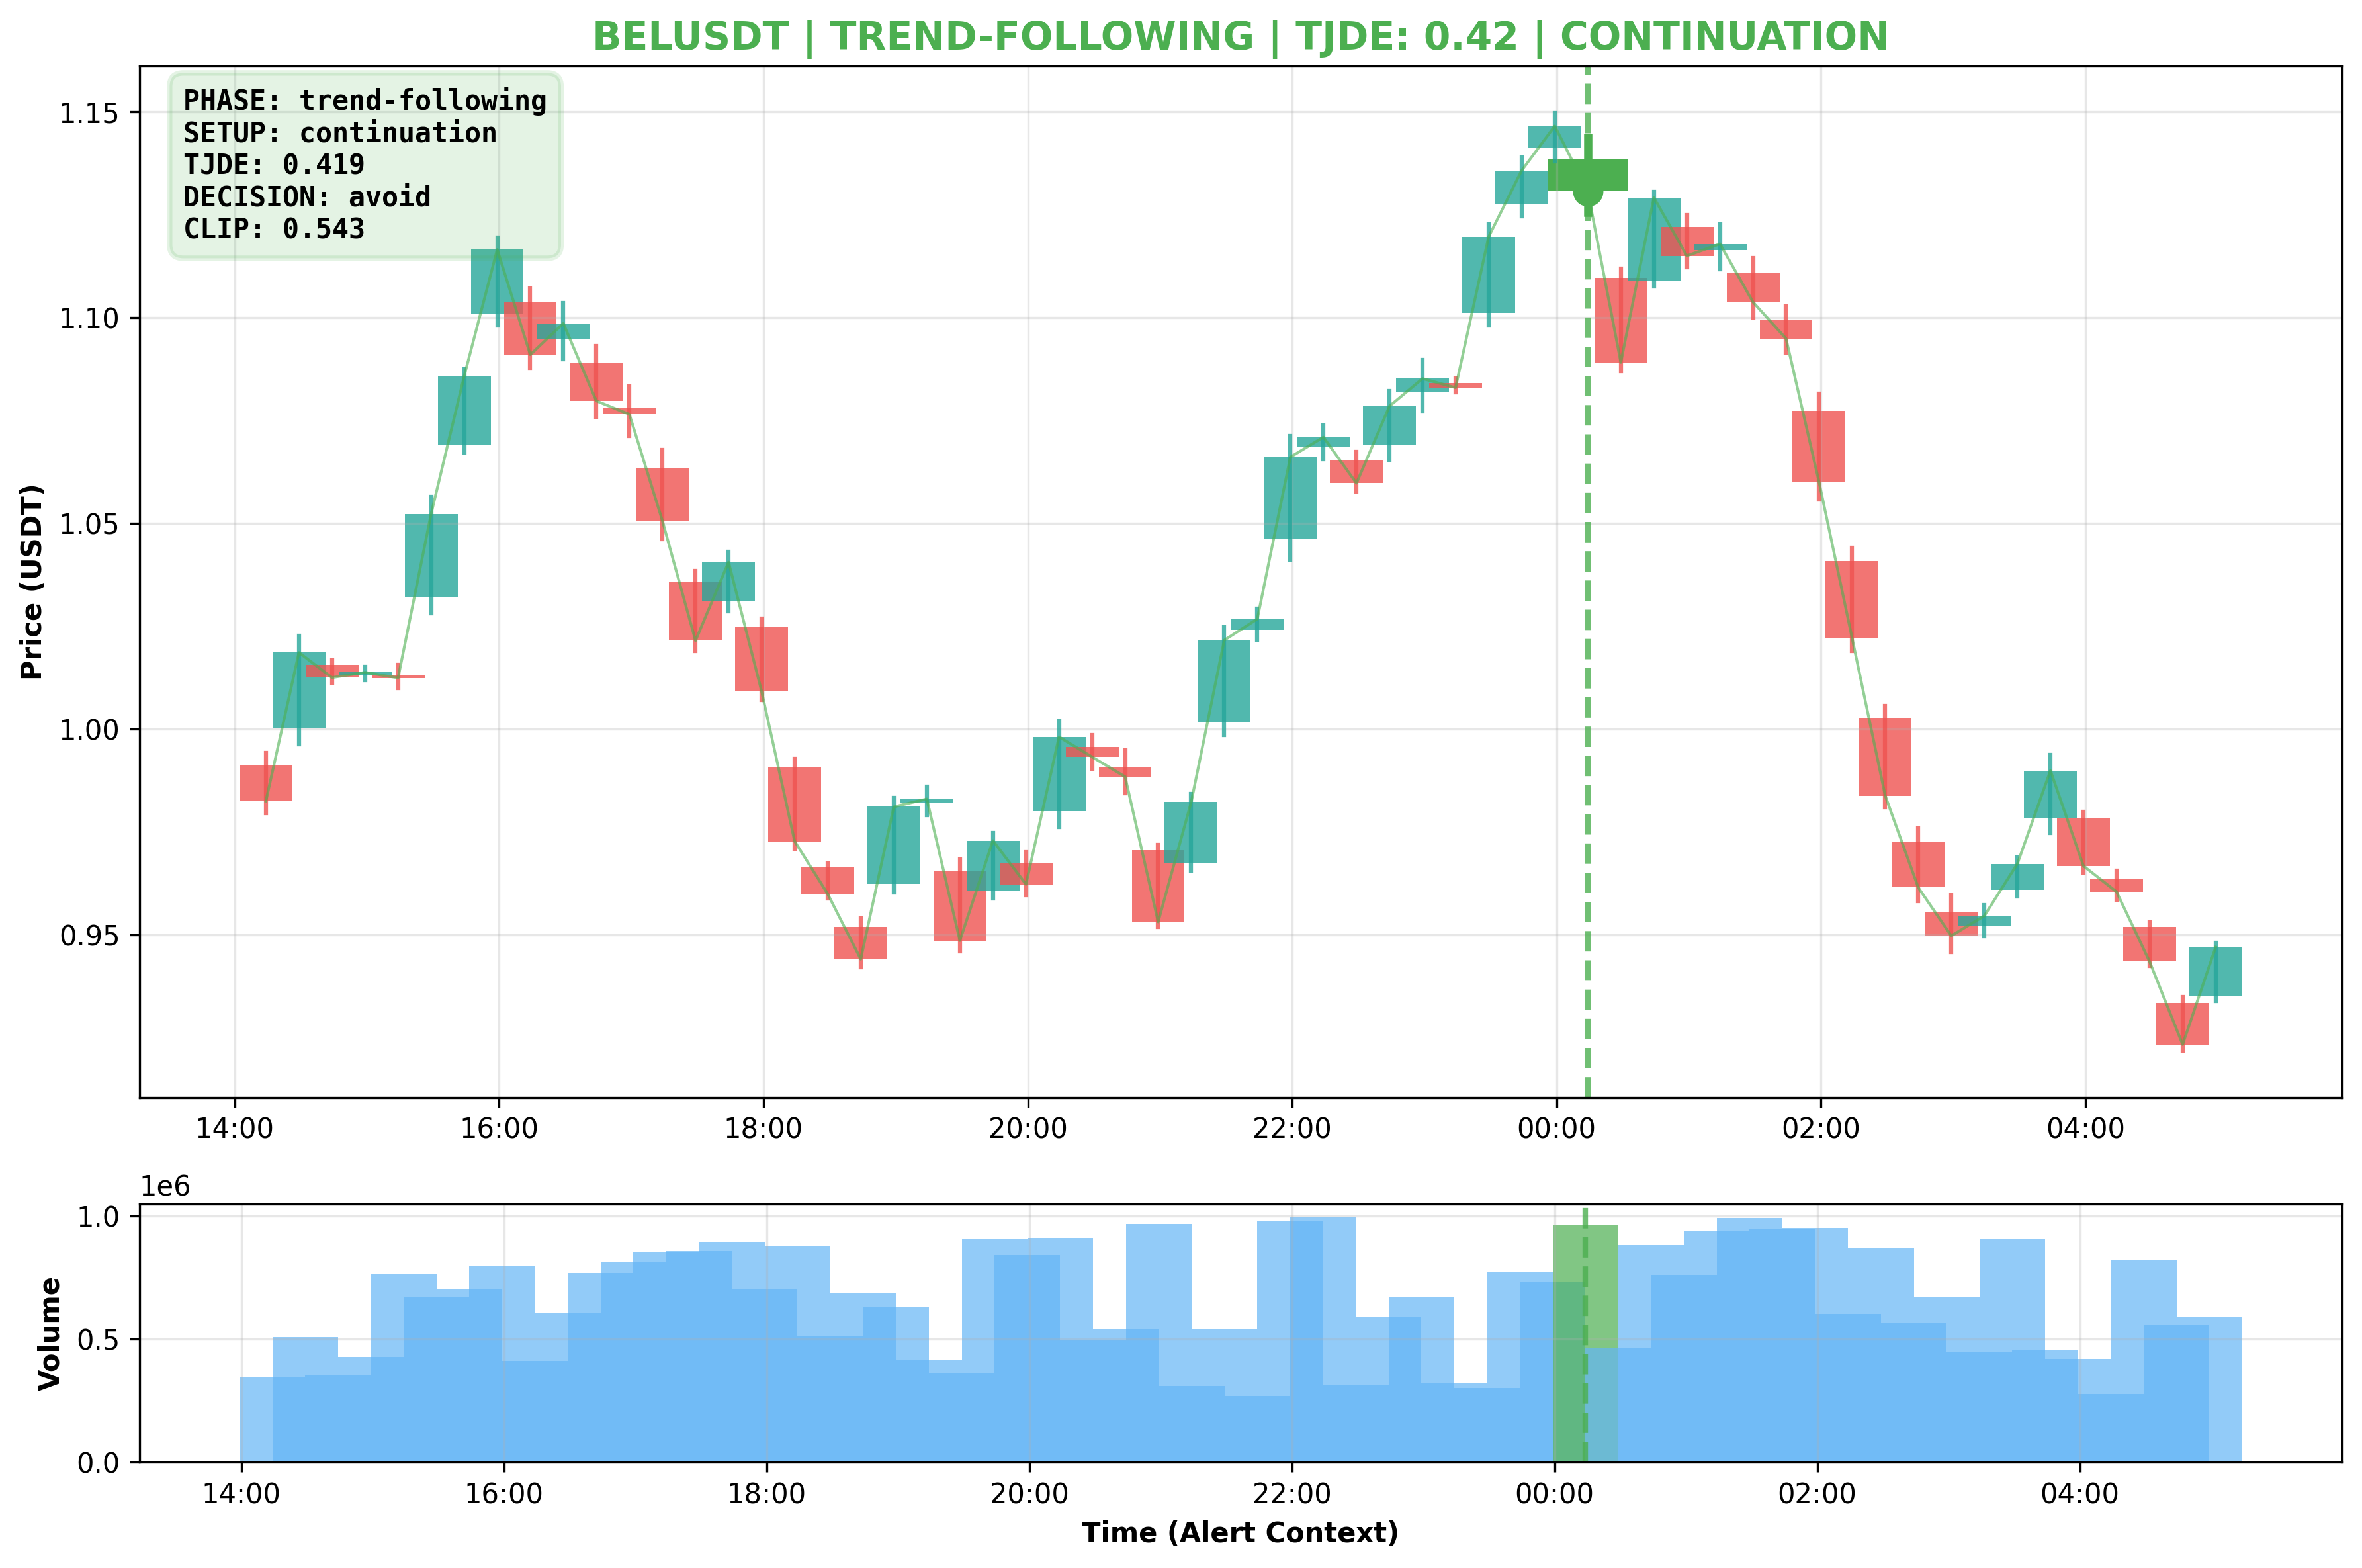 BELUSDT | TREND-FOLLOWING | TJDE: 0.42 | CONTINUATION
PHASE: trend-following
SETUP: continuation
TJDE: 0.419
DECISION: avoid
CLIP: 0.543
Price (USDT)
1.15
1.10
1.05
1.00
0.95
14:00 16:00 18:00 20:00 22:00 00:00 02:00 04:00
1e6
Volume
1.0
0.5
0.0
14:00 16:00 18:00 20:00 22:00 00:00 02:00 04:00
Time (Alert Context)